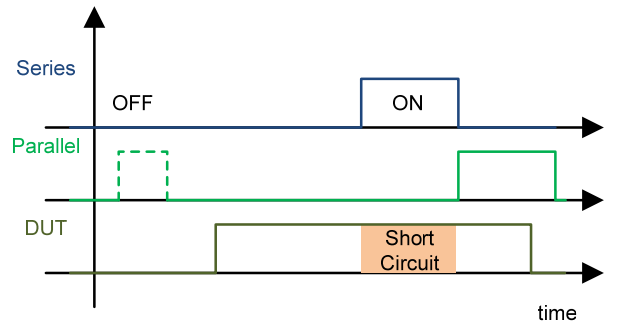 Series
OFF
ON
Parallel
DUT
Short
Circuit
time